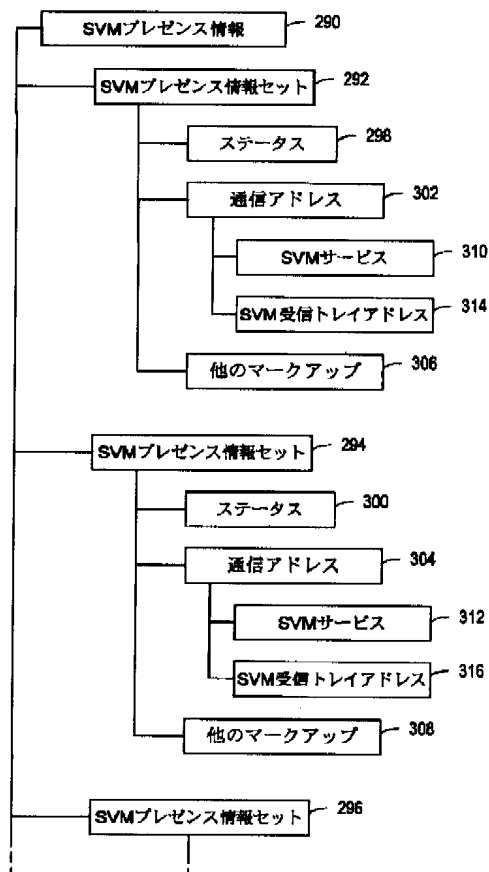 SVMプレゼンス情報 290
SVMプレゼンス情報セット 292
ステータス 298
通信アドレス 302
SVMサービス 310
SVM受信トレイアドレス 314
他のマークアップ 306
SVMプレゼンス情報セット 294
ステータス 300
通信アドレス 304
SVMサービス 312
SVM受信トレイアドレス 316
他のマークアップ 308
SVMプレゼンス情報セット 296